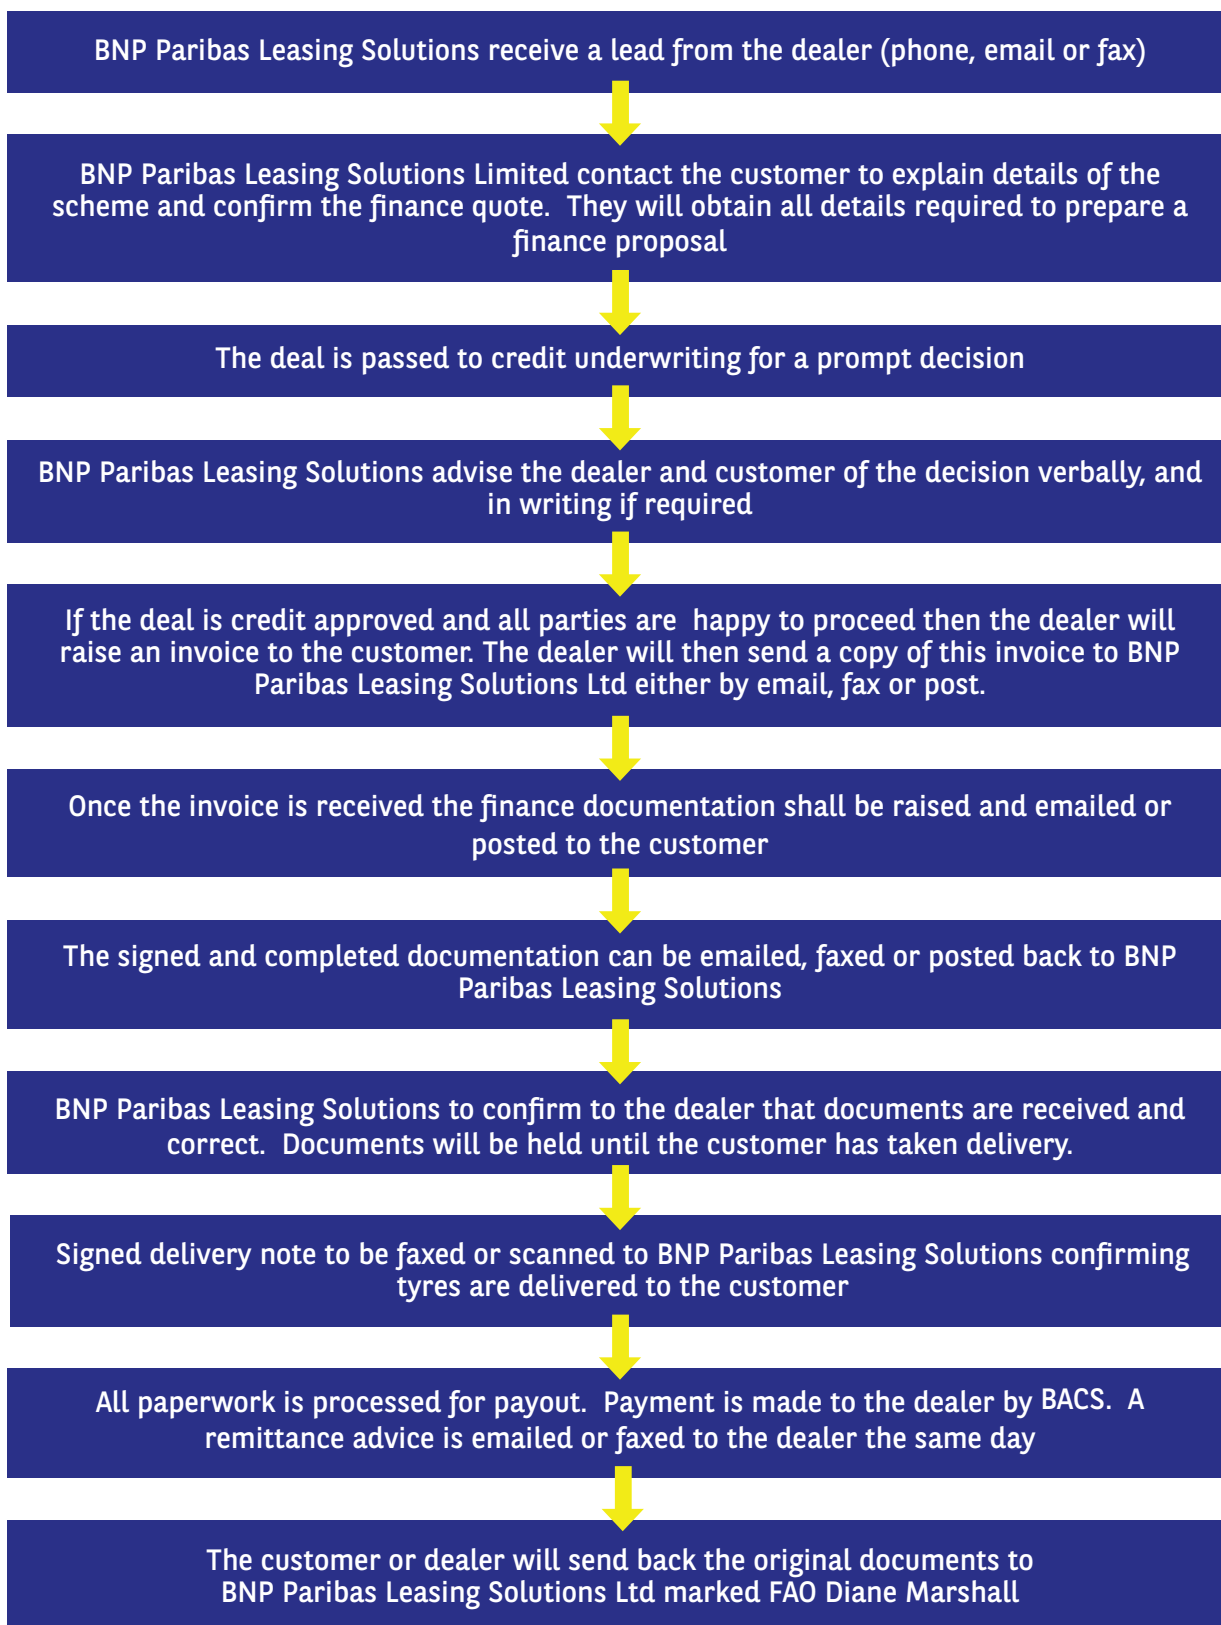 BNP Paribas Leasing Solutions receive a lead from the dealer (phone, email or fax)
BNP Paribas Leasing Solutions Limited contact the customer to explain details of the
scheme and confirm the finance quote.  They will obtain all details required to prepare a
finance proposal
The deal is passed to credit underwriting for a prompt decision
BNP Paribas Leasing Solutions advise the dealer and customer of the decision verbally, and
in writing if required
If the deal is credit approved and all parties are  happy to proceed then the dealer will
raise an invoice to the customer. The dealer will then send a copy of this invoice to BNP
Paribas Leasing Solutions Ltd either by email, fax or post.
Once the invoice is received the finance documentation shall be raised and emailed or
posted to the customer
The signed and completed documentation can be emailed, faxed or posted back to BNP
Paribas Leasing Solutions
BNP Paribas Leasing Solutions to confirm to the dealer that documents are received and
correct.  Documents will be held until the customer has taken delivery.
Signed delivery note to be faxed or scanned to BNP Paribas Leasing Solutions confirming
tyres are delivered to the customer
All paperwork is processed for payout.  Payment is made to the dealer by BACS.  A
remittance advice is emailed or faxed to the dealer the same day
The customer or dealer will send back the original documents to
BNP Paribas Leasing Solutions Ltd marked FAO Diane Marshall